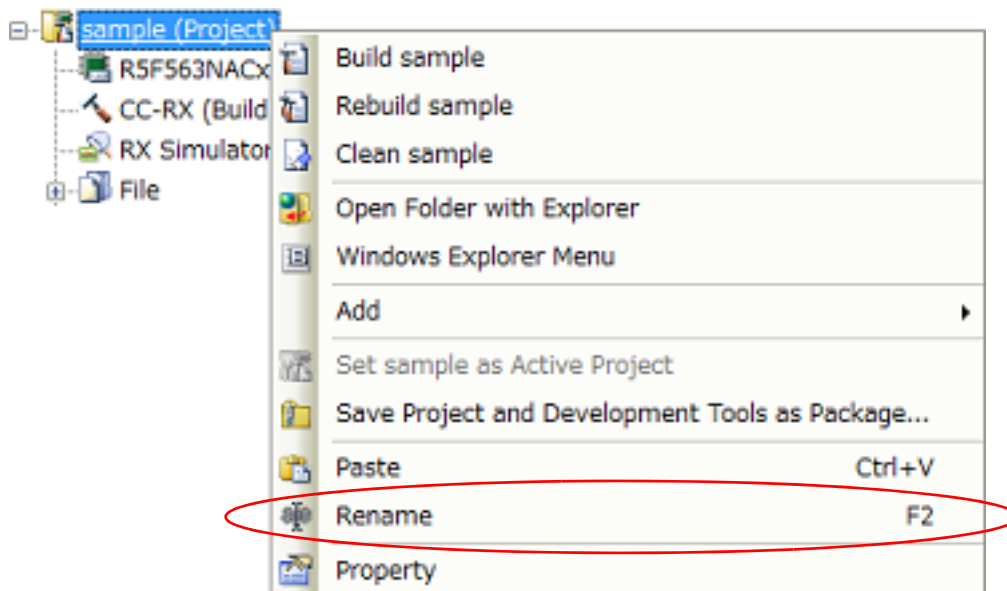 sample (Project)
R5F563NACx
CC-RX (Build
RX Simulator
File
Build sample
Rebuild sample
Clean sample
Open Folder with Explorer
Windows Explorer Menu
Add
Set sample as Active Project
Save Project and Development Tools as Package...
Paste Ctrl+V
Rename F2
Property